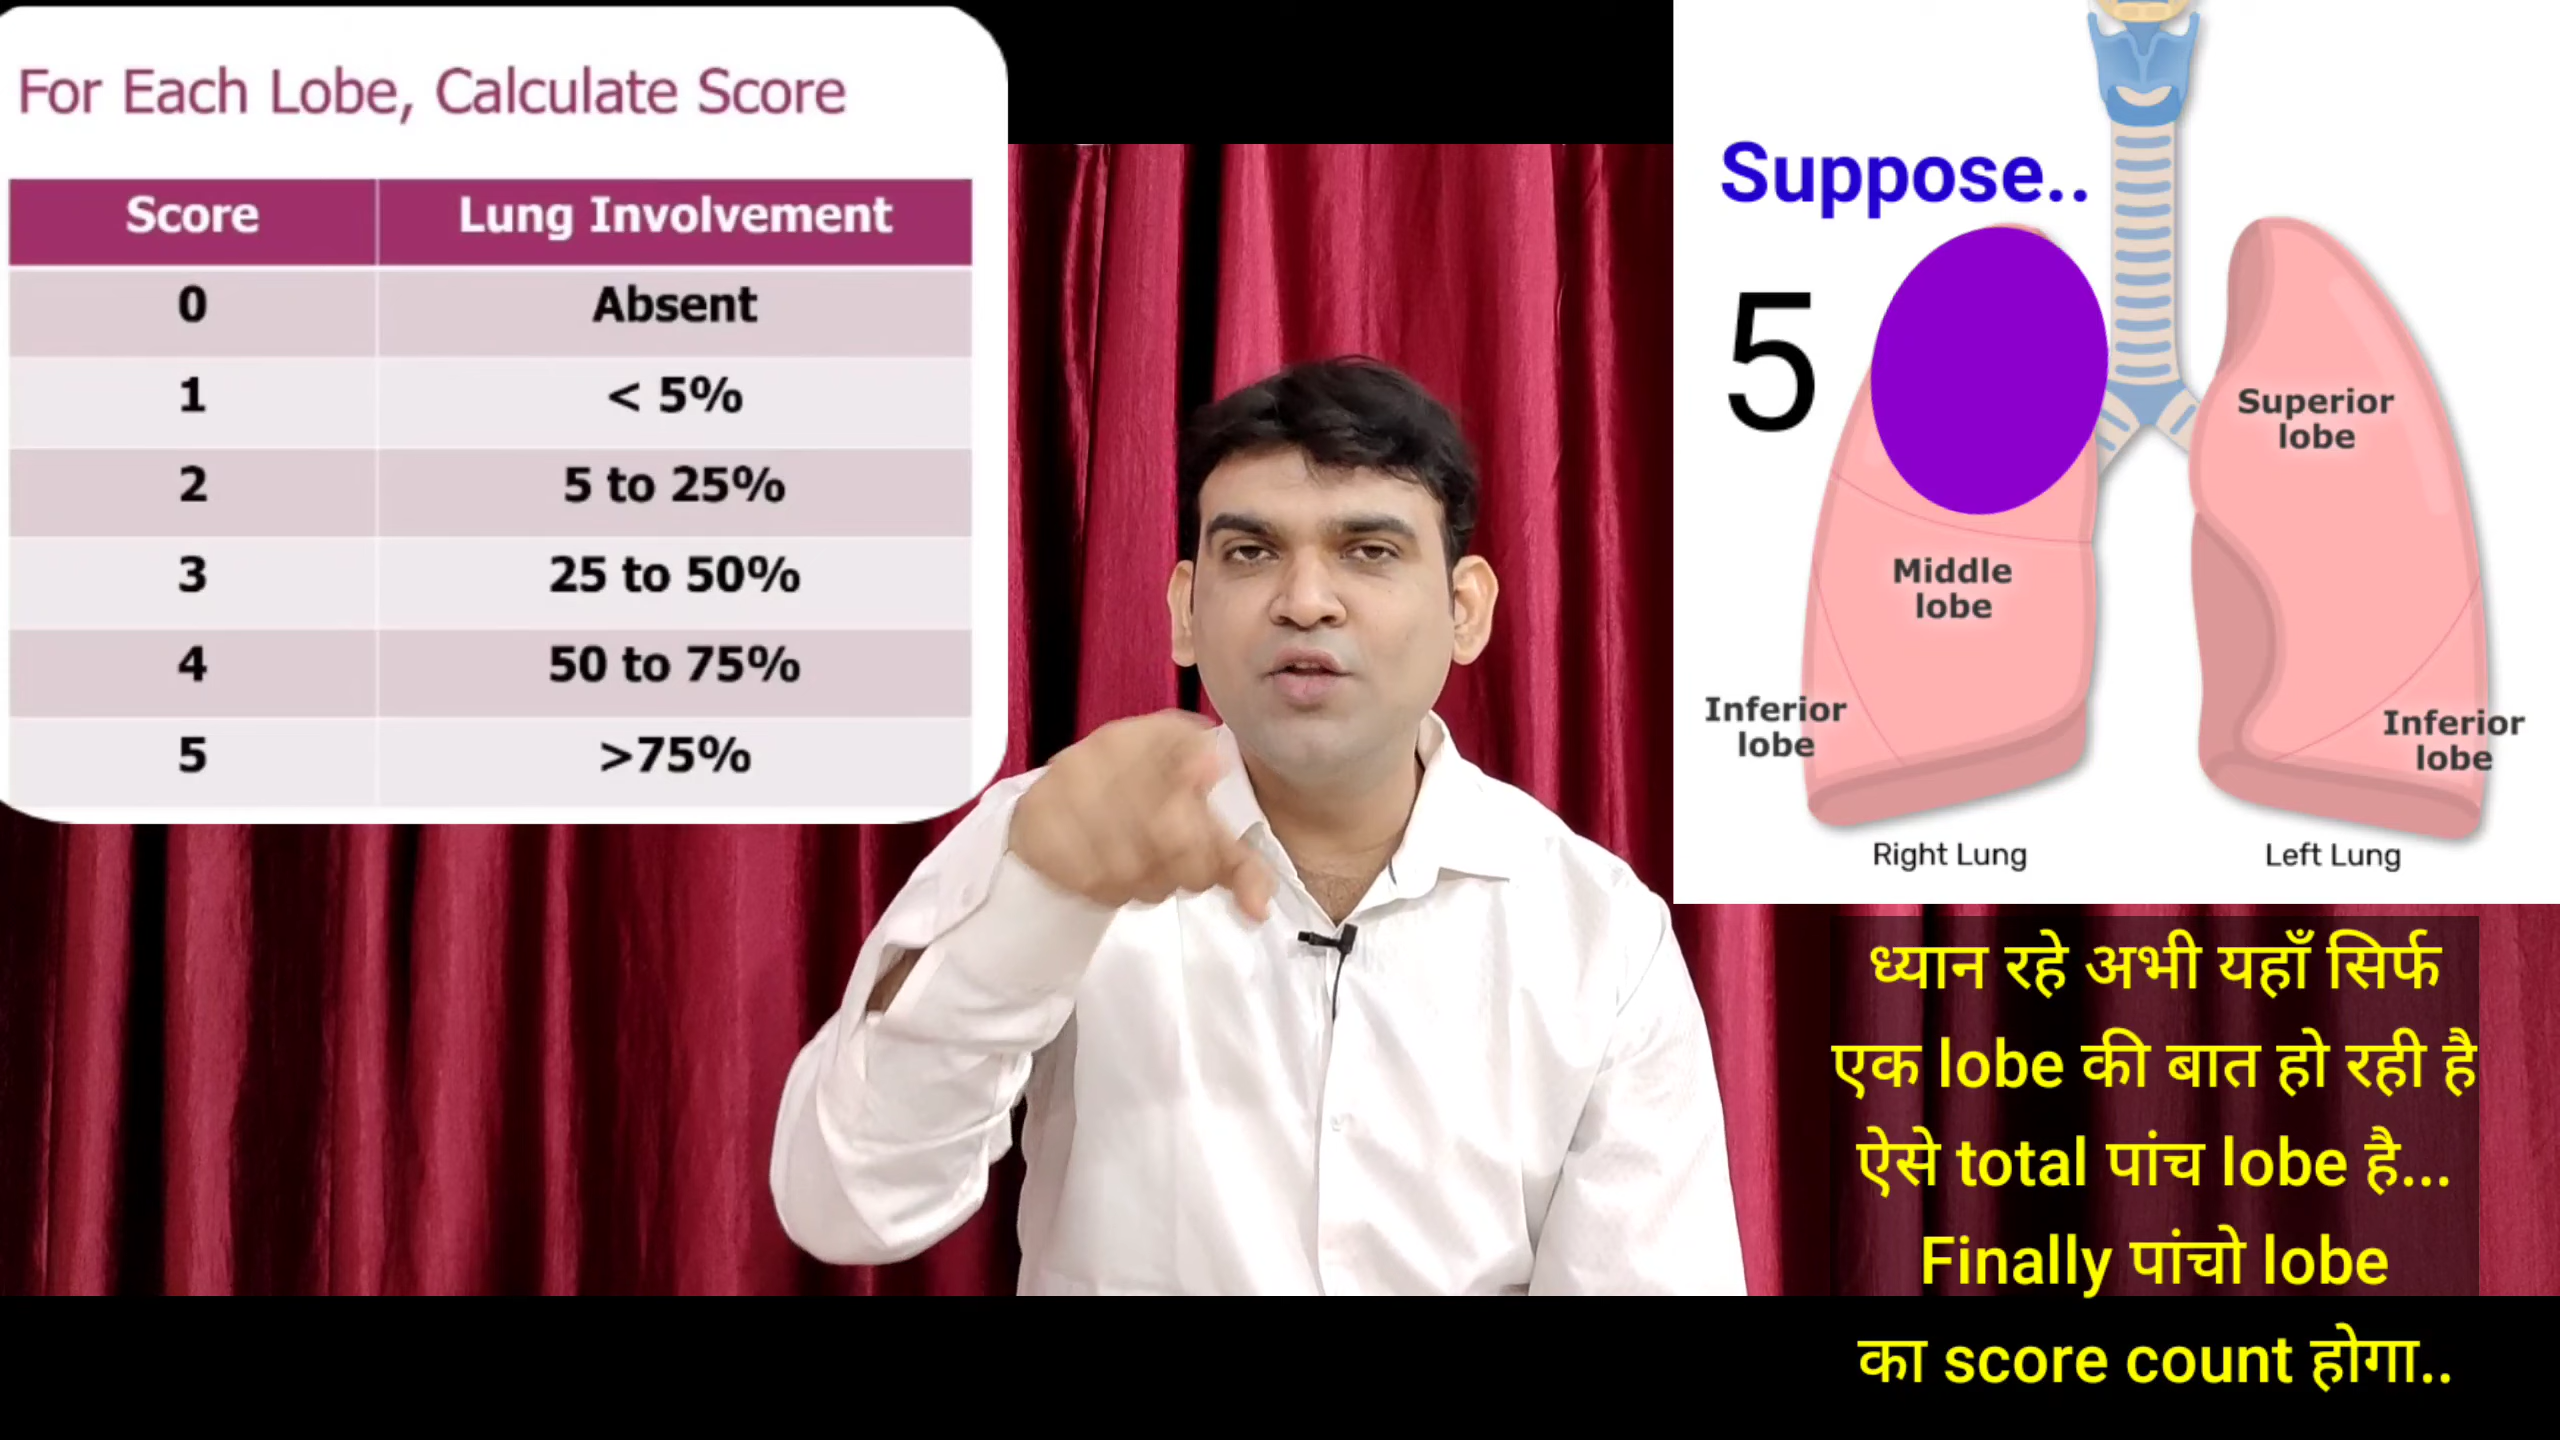 For Each Lobe, Calculate Score
Score Lung Involvement
0 Absent
1 < 5%
2 5 to 25%
3 25 to 50%
4 50 to 75%
5 >75%
Suppose..
5
Superior
lobe
Middle
lobe
Inferior
lobe
Inferior
lobe
Right Lung
Left Lung
ध्यान रहे अभी यहाँ सिर्फ
एक lobe की बात हो रही है
ऐसे total पांच lobe है...
Finally पांचो lobe
का score count होगा..